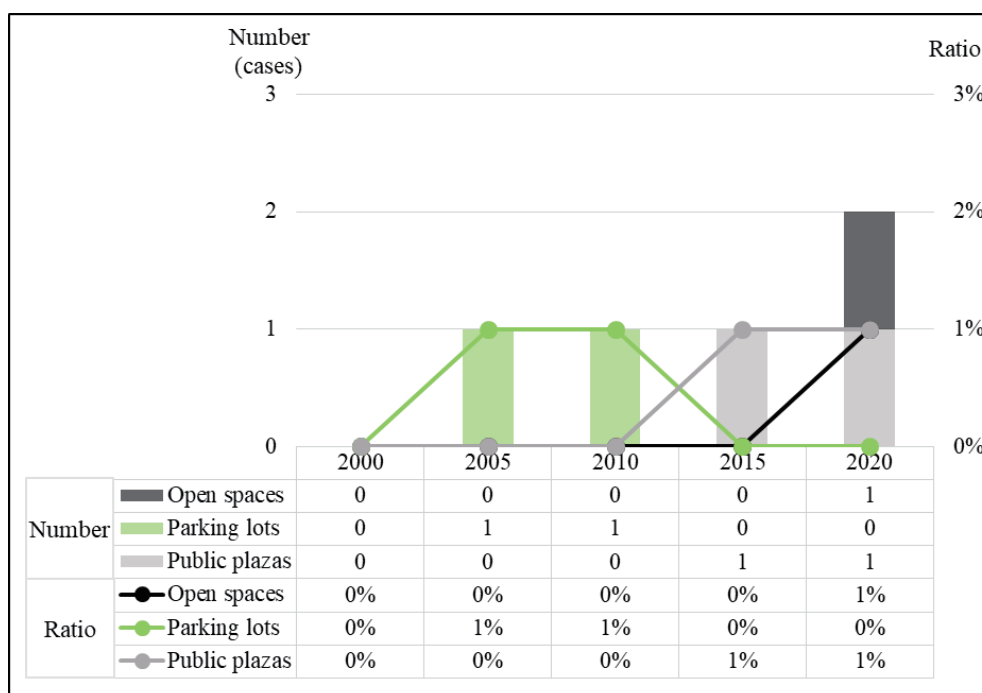 Number
(cases)
Ratio
3
3%
2
2%
1
1%
0
0%
2000 2005 2010 2015 2020
Number
Open spaces 0 0 0 0 1
Parking lots 0 1 1 0 0
Public plazas 0 0 0 1 1
Ratio
Open spaces 0% 0% 0% 0% 1%
Parking lots 0% 1% 1% 0% 0%
Public plazas 0% 0% 0% 1% 1%